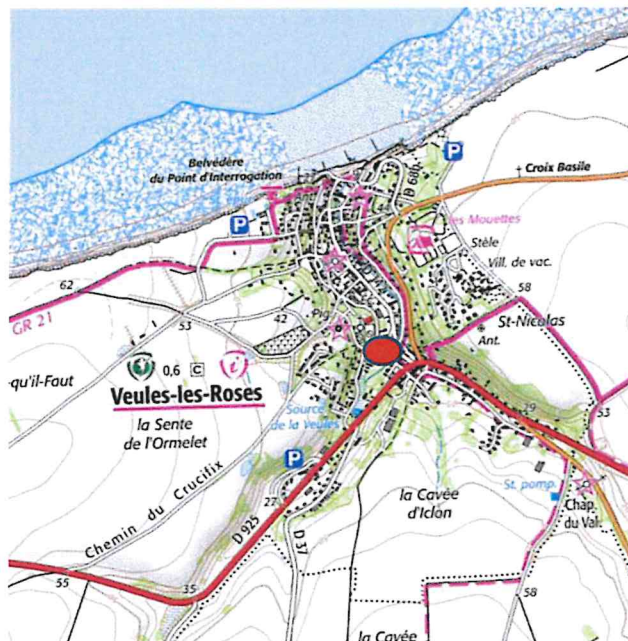 Belvédère
du Point d'Interrogation
P
D 68
Croix Basile
P
les Mouettes
Stèle
Vill. de vac.
62
58
GR 21
53
42
Pig.
St-Nicolas
Ant.
-qu'il-Faut
0,6 C i
Veules-les-Roses
la Sente
de l'Ormelet
Source
de la Veules
29
53
P
Chemin du Crucifix
27
D 925
D 37
la Cavée
d'Iclon
St. pomp.
Chap.
du Val.
55
35
58
la Cavée